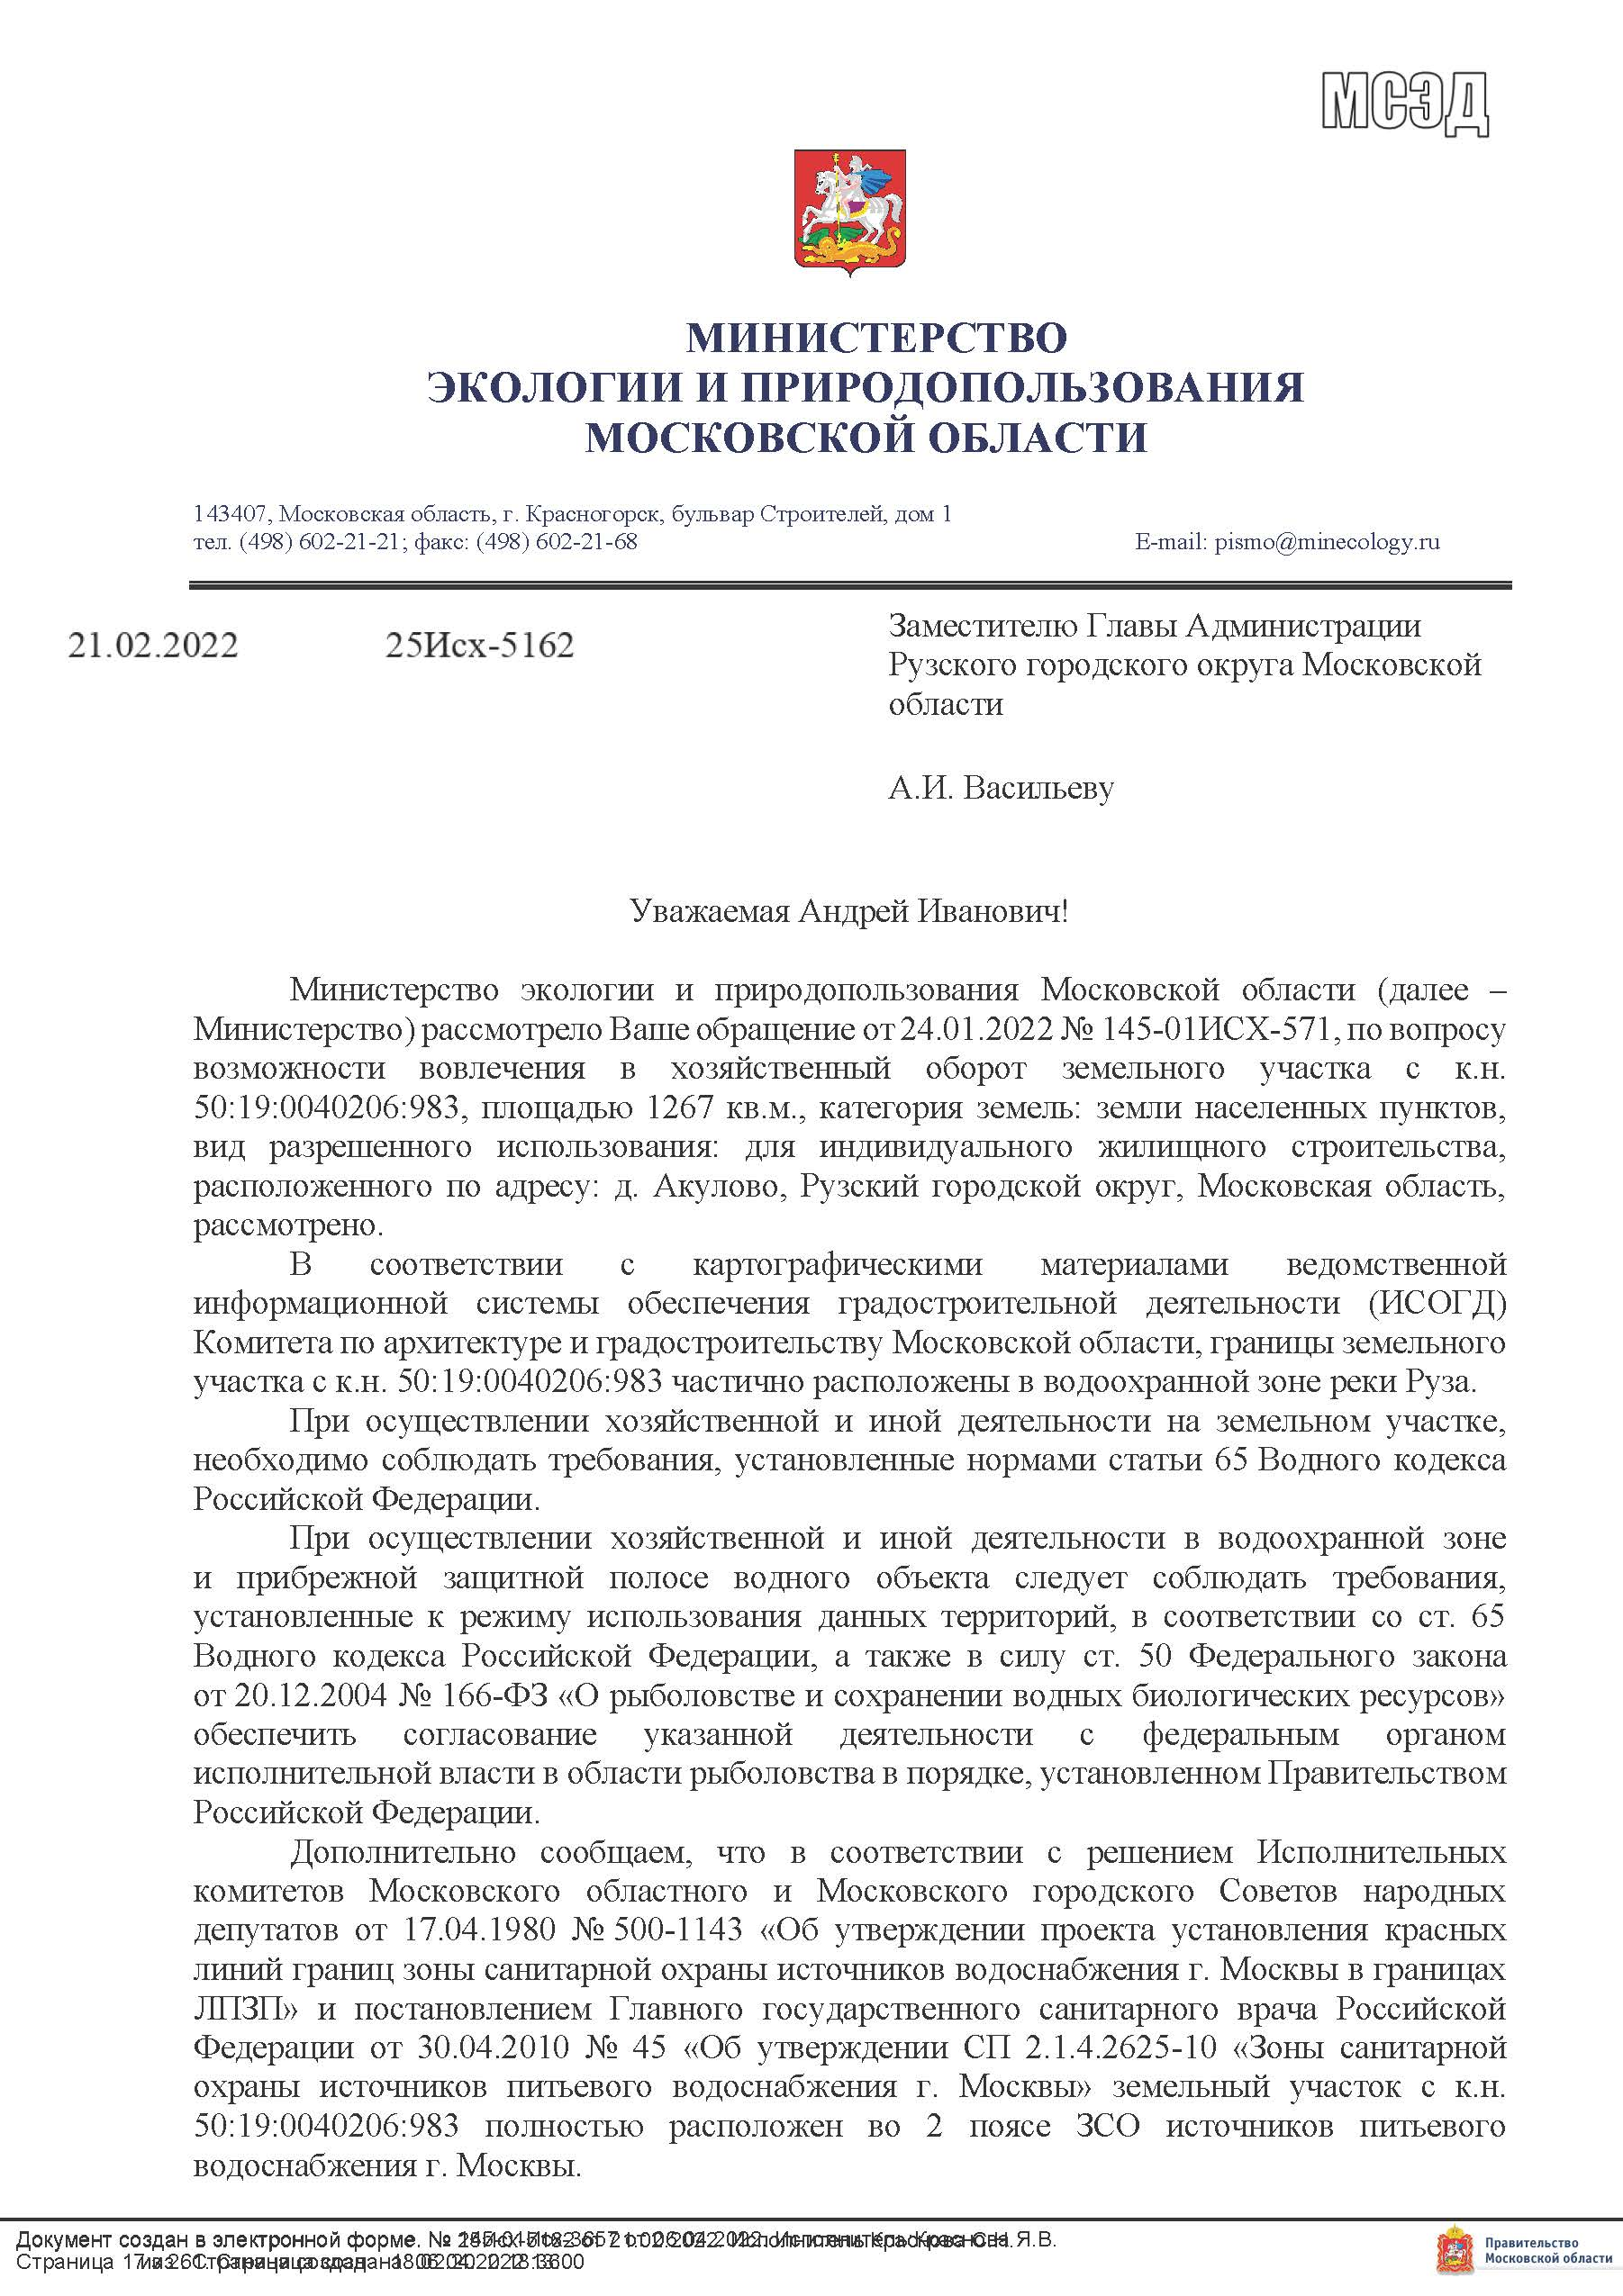 МСЭД
МИНИСТЕРСТВО
ЭКОЛОГИИ И ПРИРОДОПОЛЬЗОВАНИЯ
МОСКОВСКОЙ ОБЛАСТИ
143407, Московская область, г. Красногорск, бульвар Строителей, дом 1
тел. (498) 602-21-21; факс: (498) 602-21-68 E-mail: pismo@minecology.ru
21.02.2022 25Исх-5162
Заместителю Главы Администрации
Рузского городского округа Московской
области
А.И. Васильеву
Уважаемая Андрей Иванович!
Министерство экологии и природопользования Московской области (далее –
Министерство) рассмотрело Ваше обращение от 24.01.2022 № 145-01ИСХ-571, по вопросу
возможности вовлечения в хозяйственный оборот земельного участка с к.н.
50:19:0040206:983, площадью 1267 кв.м., категория земель: земли населенных пунктов,
вид разрешенного использования: для индивидуального жилищного строительства,
расположенного по адресу: д. Акулово, Рузский городской округ, Московская область,
рассмотрено.
В соответствии с картографическими материалами ведомственной
информационной системы обеспечения градостроительной деятельности (ИСОГД)
Комитета по архитектуре и градостроительству Московской области, границы земельного
участка с к.н. 50:19:0040206:983 частично расположены в водоохранной зоне реки Руза.
При осуществлении хозяйственной и иной деятельности на земельном участке,
необходимо соблюдать требования, установленные нормами статьи 65 Водного кодекса
Российской Федерации.
При осуществлении хозяйственной и иной деятельности в водоохранной зоне
и прибрежной защитной полосе водного объекта следует соблюдать требования,
установленные к режиму использования данных территорий, в соответствии со ст. 65
Водного кодекса Российской Федерации, а также в силу ст. 50 Федерального закона
от 20.12.2004 № 166-ФЗ «О рыболовстве и сохранении водных биологических ресурсов»
обеспечить согласование указанной деятельности с федеральным органом
исполнительной власти в области рыболовства в порядке, установленном Правительством
Российской Федерации.
Дополнительно сообщаем, что в соответствии с решением Исполнительных
комитетов Московского областного и Московского городского Советов народных
депутатов от 17.04.1980 № 500-1143 «Об утверждении проекта установления красных
линий границ зоны санитарной охраны источников водоснабжения г. Москвы в границах
ЛПЗП» и постановлением Главного государственного санитарного врача Российской
Федерации от 30.04.2010 № 45 «Об утверждении СП 2.1.4.2625-10 «Зоны санитарной
охраны источников питьевого водоснабжения г. Москвы» земельный участок с к.н.
50:19:0040206:983 полностью расположен во 2 поясе ЗСО источников питьевого
водоснабжения г. Москвы.
Документ создан в электронной форме. №
Страница
Правительство
Московской области